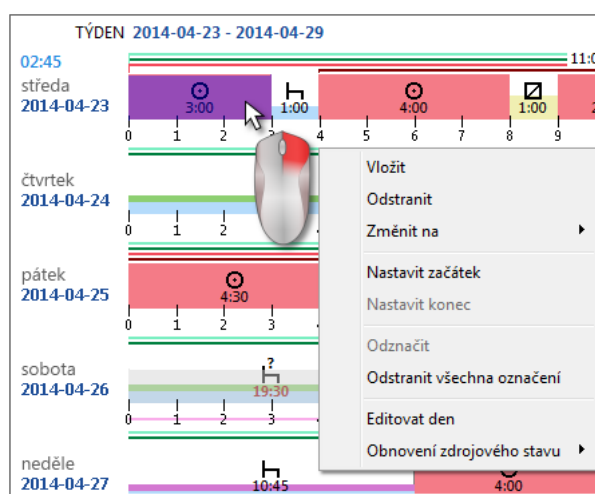 TÝDEN 2014-04-23 - 2014-04-29
02:45
11:0
středa
2014-04-23
3:00 1:00 4:00 1:00 2
0 1 2 3 4 5 6 7 8 9
Vložit
čtvrtek
2014-04-24
Odstranit
0 1 2
Změnit na
pátek
2014-04-25
4:30
Nastavit začátek
Nastavit konec
0 1 2 3
Odznačit
sobota
2014-04-26
?
19:30
Odstranit všechna označení
0 1 2 3
Editovat den
Obnovení zdrojového stavu
neděle
2014-04-27
10:45 4:00